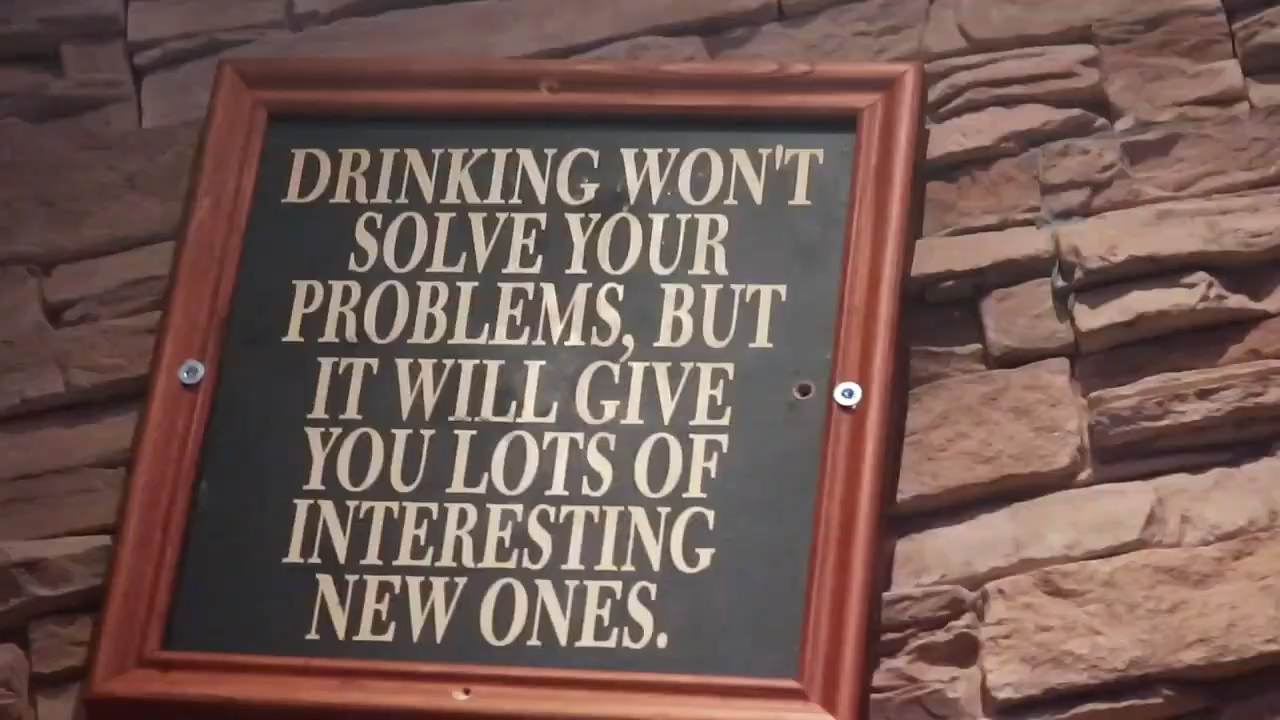 DRINKING WON'T
SOLVE YOUR
PROBLEMS, BUT
IT WILL GIVE
YOU LOTS OF
INTERESTING
NEW ONES.